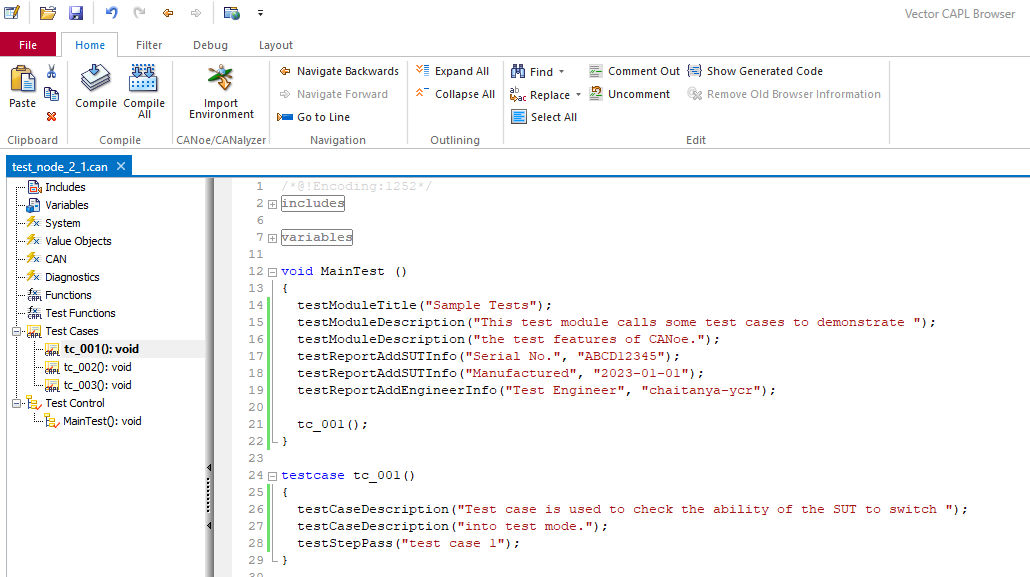 Vector CAPL Browser
File Home Filter Debug Layout
Paste
Compile
Compile All
Import Environment
Navigate Backwards
Navigate Forward
Go to Line
Expand All
Collapse All
Find
Replace
Select All
Comment Out
Uncomment
Show Generated Code
Remove Old Browser Infromation
Clipboard Compile CANoe/CANalyzer Navigation Outlining Edit
test_node_2_1.can
Includes
Variables
System
Value Objects
CAN
Diagnostics
Functions
Test Functions
Test Cases
tc_001(): void
tc_002(): void
tc_003(): void
Test Control
MainTest(): void
1 /*@!Encoding:1252*/
2 includes
6
7 variables
11
12 void MainTest ()
13 {
14 testModuleTitle("Sample Tests");
15 testModuleDescription("This test module calls some test cases to demonstrate ");
16 testModuleDescription("the test features of CANoe.");
17 testReportAddSUTInfo("Serial No.", "ABCD12345");
18 testReportAddSUTInfo("Manufactured", "2023-01-01");
19 testReportAddEngineerInfo("Test Engineer", "chaitanya-ycr");
20
21 tc_001();
22 }
23
24 testcase tc_001()
25 {
26 testCaseDescription("Test case is used to check the ability of the SUT to switch ");
27 testCaseDescription("into test mode.");
28 testStepPass("test case 1");
29 }
30